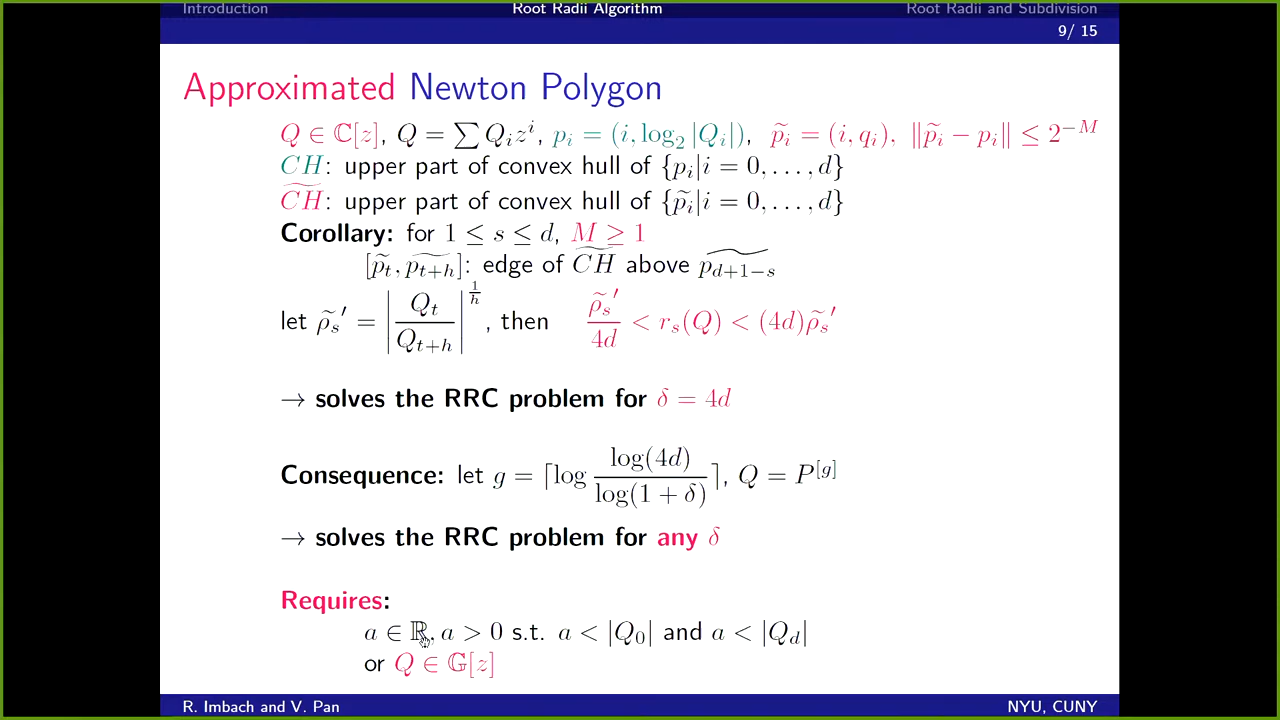 Introduction Root Radii Algorithm Root Radii and Subdivision
9/ 15
Approximated Newton Polygon
Q ∈ ℂ[z], Q = ∑ Q_i z^i, p_i = (i, log_2 |Q_i|), p̃_i = (i, q_i), ‖p̃_i − p_i‖ ≤ 2^{−M}
CH: upper part of convex hull of {p_i|i = 0, . . . , d}
C͠H: upper part of convex hull of {p̃_i|i = 0, . . . , d}
Corollary: for 1 ≤ s ≤ d, M ≥ 1
[p̃_t, p̃_{t+h}]: edge of C͠H above p̃_{d+1−s}
let ρ̃_s′ = |Q_t / Q_{t+h}|^{1/h}, then ρ̃_s′ / 4d < r_s(Q) < (4d)ρ̃_s′
→ solves the RRC problem for δ = 4d
Consequence: let g = ⌈log log(4d) / log(1 + δ)⌉, Q = P^{[g]}
→ solves the RRC problem for any δ
Requires:
a ∈ ℝ, a > 0 s.t. a < |Q_0| and a < |Q_d|
or Q ∈ 𝔾[z]
R. Imbach and V. Pan NYU, CUNY